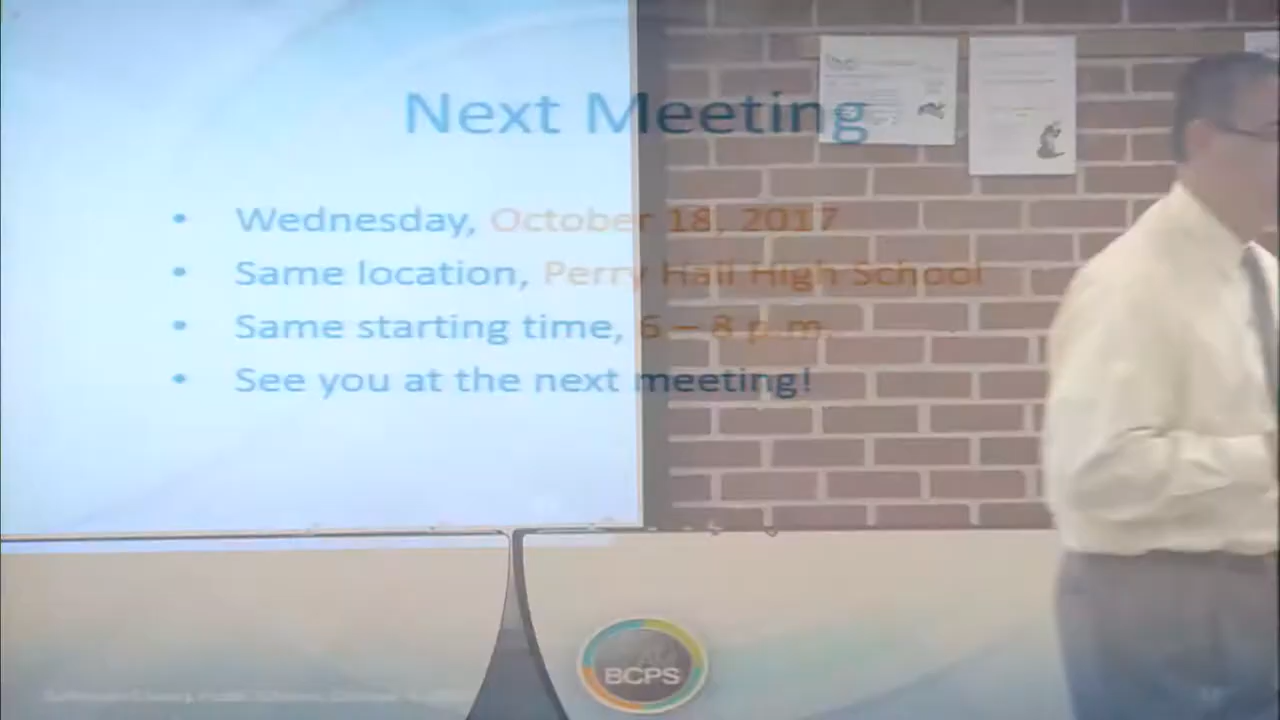 Next Meeting
• Wednesday, October 18, 2017
• Same location, Perry Hall High School
• Same starting time, 6 – 8 p.m.
• See you at the next meeting!
BCPS